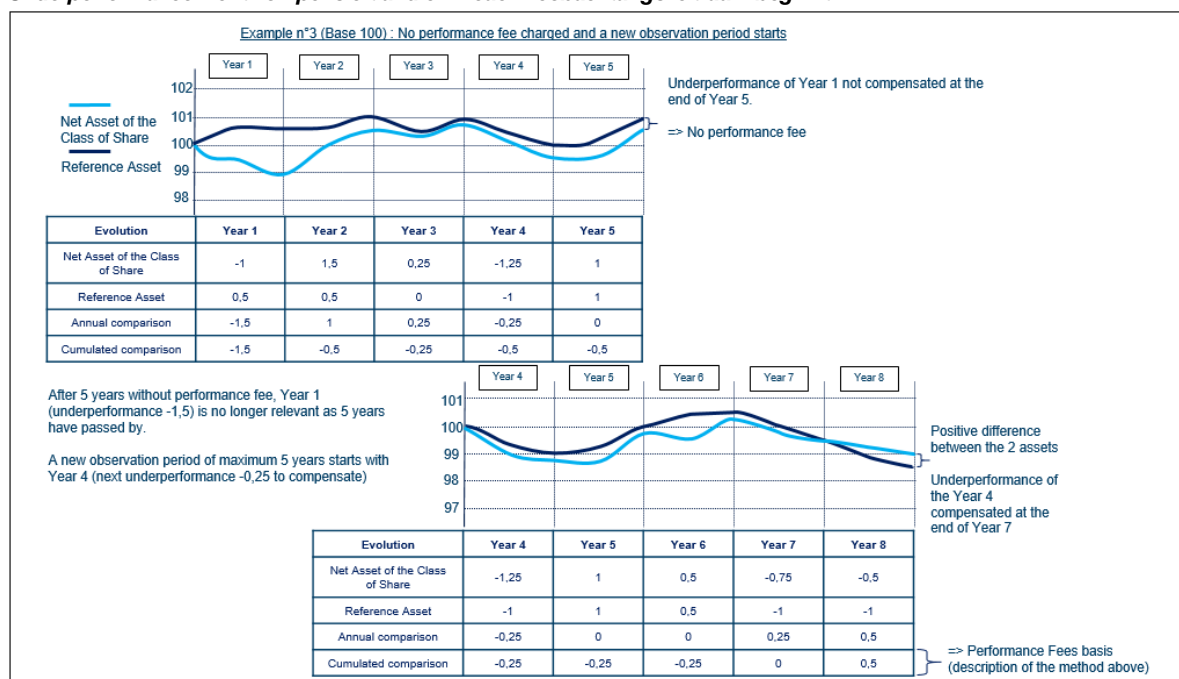 Example n°3 (Base 100) : No performance fee charged and a new observation period starts
Year 1 Year 2 Year 3 Year 4 Year 5
102
101
100
99
98
Net Asset of the
Class of Share
Reference Asset
Underperformance of Year 1 not compensated at the
end of Year 5.
=> No performance fee
Evolution Year 1 Year 2 Year 3 Year 4 Year 5
Net Asset of the Class
of Share -1 1,5 0,25 -1,25 1
Reference Asset 0,5 0,5 0 -1 1
Annual comparison -1,5 1 0,25 -0,25 0
Cumulated comparison -1,5 -0,5 -0,25 -0,5 -0,5
After 5 years without performance fee, Year 1
(underperformance -1,5) is no longer relevant as 5 years
have passed by.
A new observation period of maximum 5 years starts with
Year 4 (next underperformance -0,25 to compensate)
Year 4 Year 5 Year 6 Year 7 Year 8
101
100
99
98
97
Positive difference
between the 2 assets
Underperformance of
the Year 4
compensated at the
end of Year 7
Evolution Year 4 Year 5 Year 6 Year 7 Year 8
Net Asset of the Class
of Share -1,25 1 0,5 -0,75 -0,5
Reference Asset -1 1 0,5 -1 -1
Annual comparison -0,25 0 0 0,25 0,5
Cumulated comparison -0,25 -0,25 -0,25 0 0,5
=> Performance Fees basis
(description of the method above)